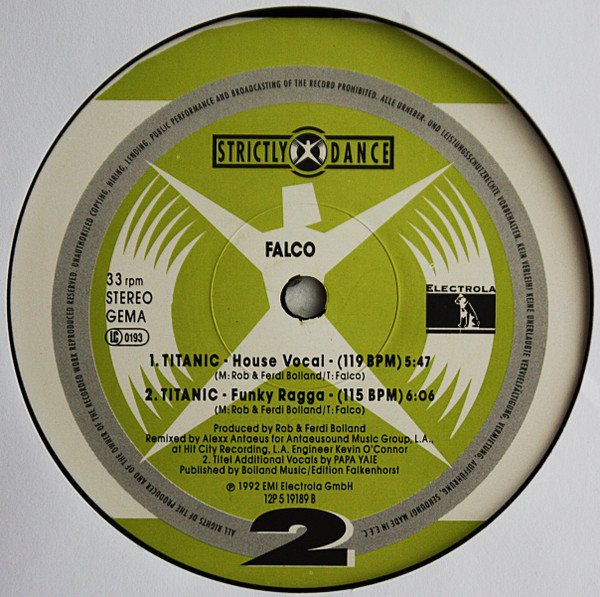 STRICTLY DANCE
FALCO
33 rpm
STEREO
GEMA
LC 0193
ELECTROLA
1. TITANIC - House Vocal - (119 BPM) 5:47
(M: Rob & Ferdi Bolland/T: Falco)
2. TITANIC - Funky Ragga - (115 BPM) 6:06
(M: Rob & Ferdi Bolland/T: Falco)
Produced by Rob & Ferdi Bolland
Remixed by Alexx Antaeus for Antaeusound Music Group, L.A.,
at Hit City Recording, L.A. Engineer Kevin O'Connor
2. Titel Additional Vocals by PAPA YAIE
Published by Bolland Music/Edition Falkenhorst
℗ 1992 EMI Electrola GmbH
12P 5 19189 B
2
ALL RIGHTS OF THE PRODUCER AND OF THE OWNER OF THE RECORDED WORK REPRODUCED RESERVED. UNAUTHORIZED COPYING, HIRING, LENDING, PUBLIC PERFORMANCE AND BROADCASTING OF THE RECORD PROHIBITED. ALLE URHEBER- UND LEISTUNGSSCHUTZRECHTE VORBEHALTEN. KEIN VERLEIH! KEINE UNERLAUBTE VERVIELFÄLTIGUNG, VERMIETUNG, AUFFÜHRUNG, SENDUNG! MADE IN E.E.C.